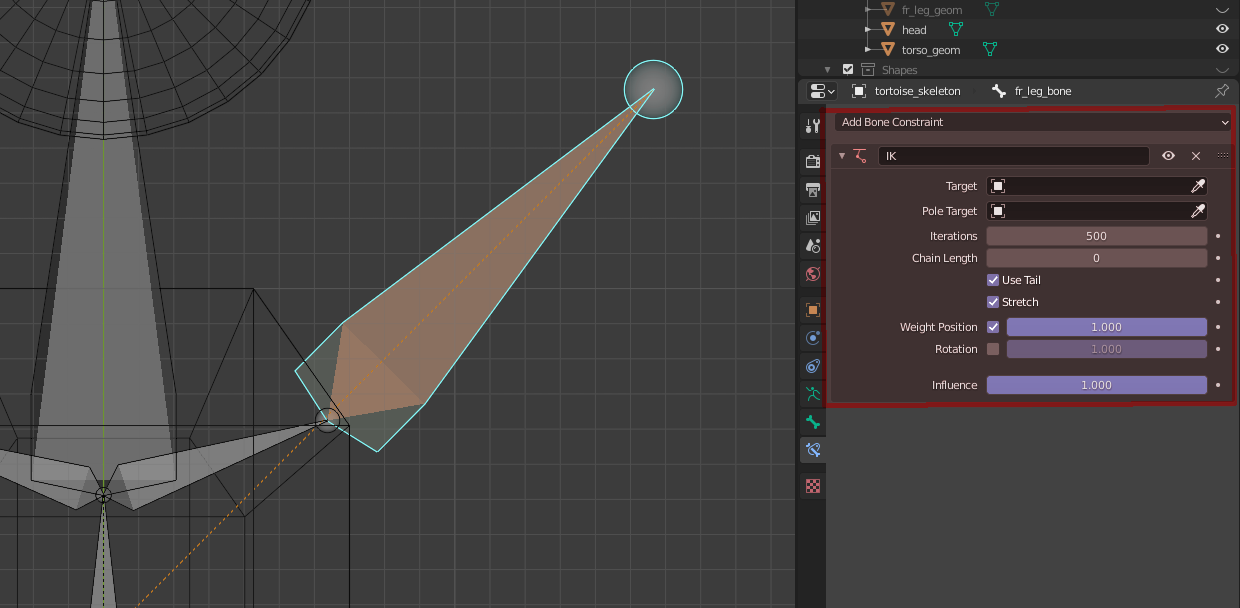 fr_leg_geom
head
torso_geom
Shapes
tortoise_skeleton fr_leg_bone
Add Bone Constraint
IK
Target
Pole Target
Iterations 500
Chain Length 0
Use Tail
Stretch
Weight Position 1.000
Rotation 1.000
Influence 1.000